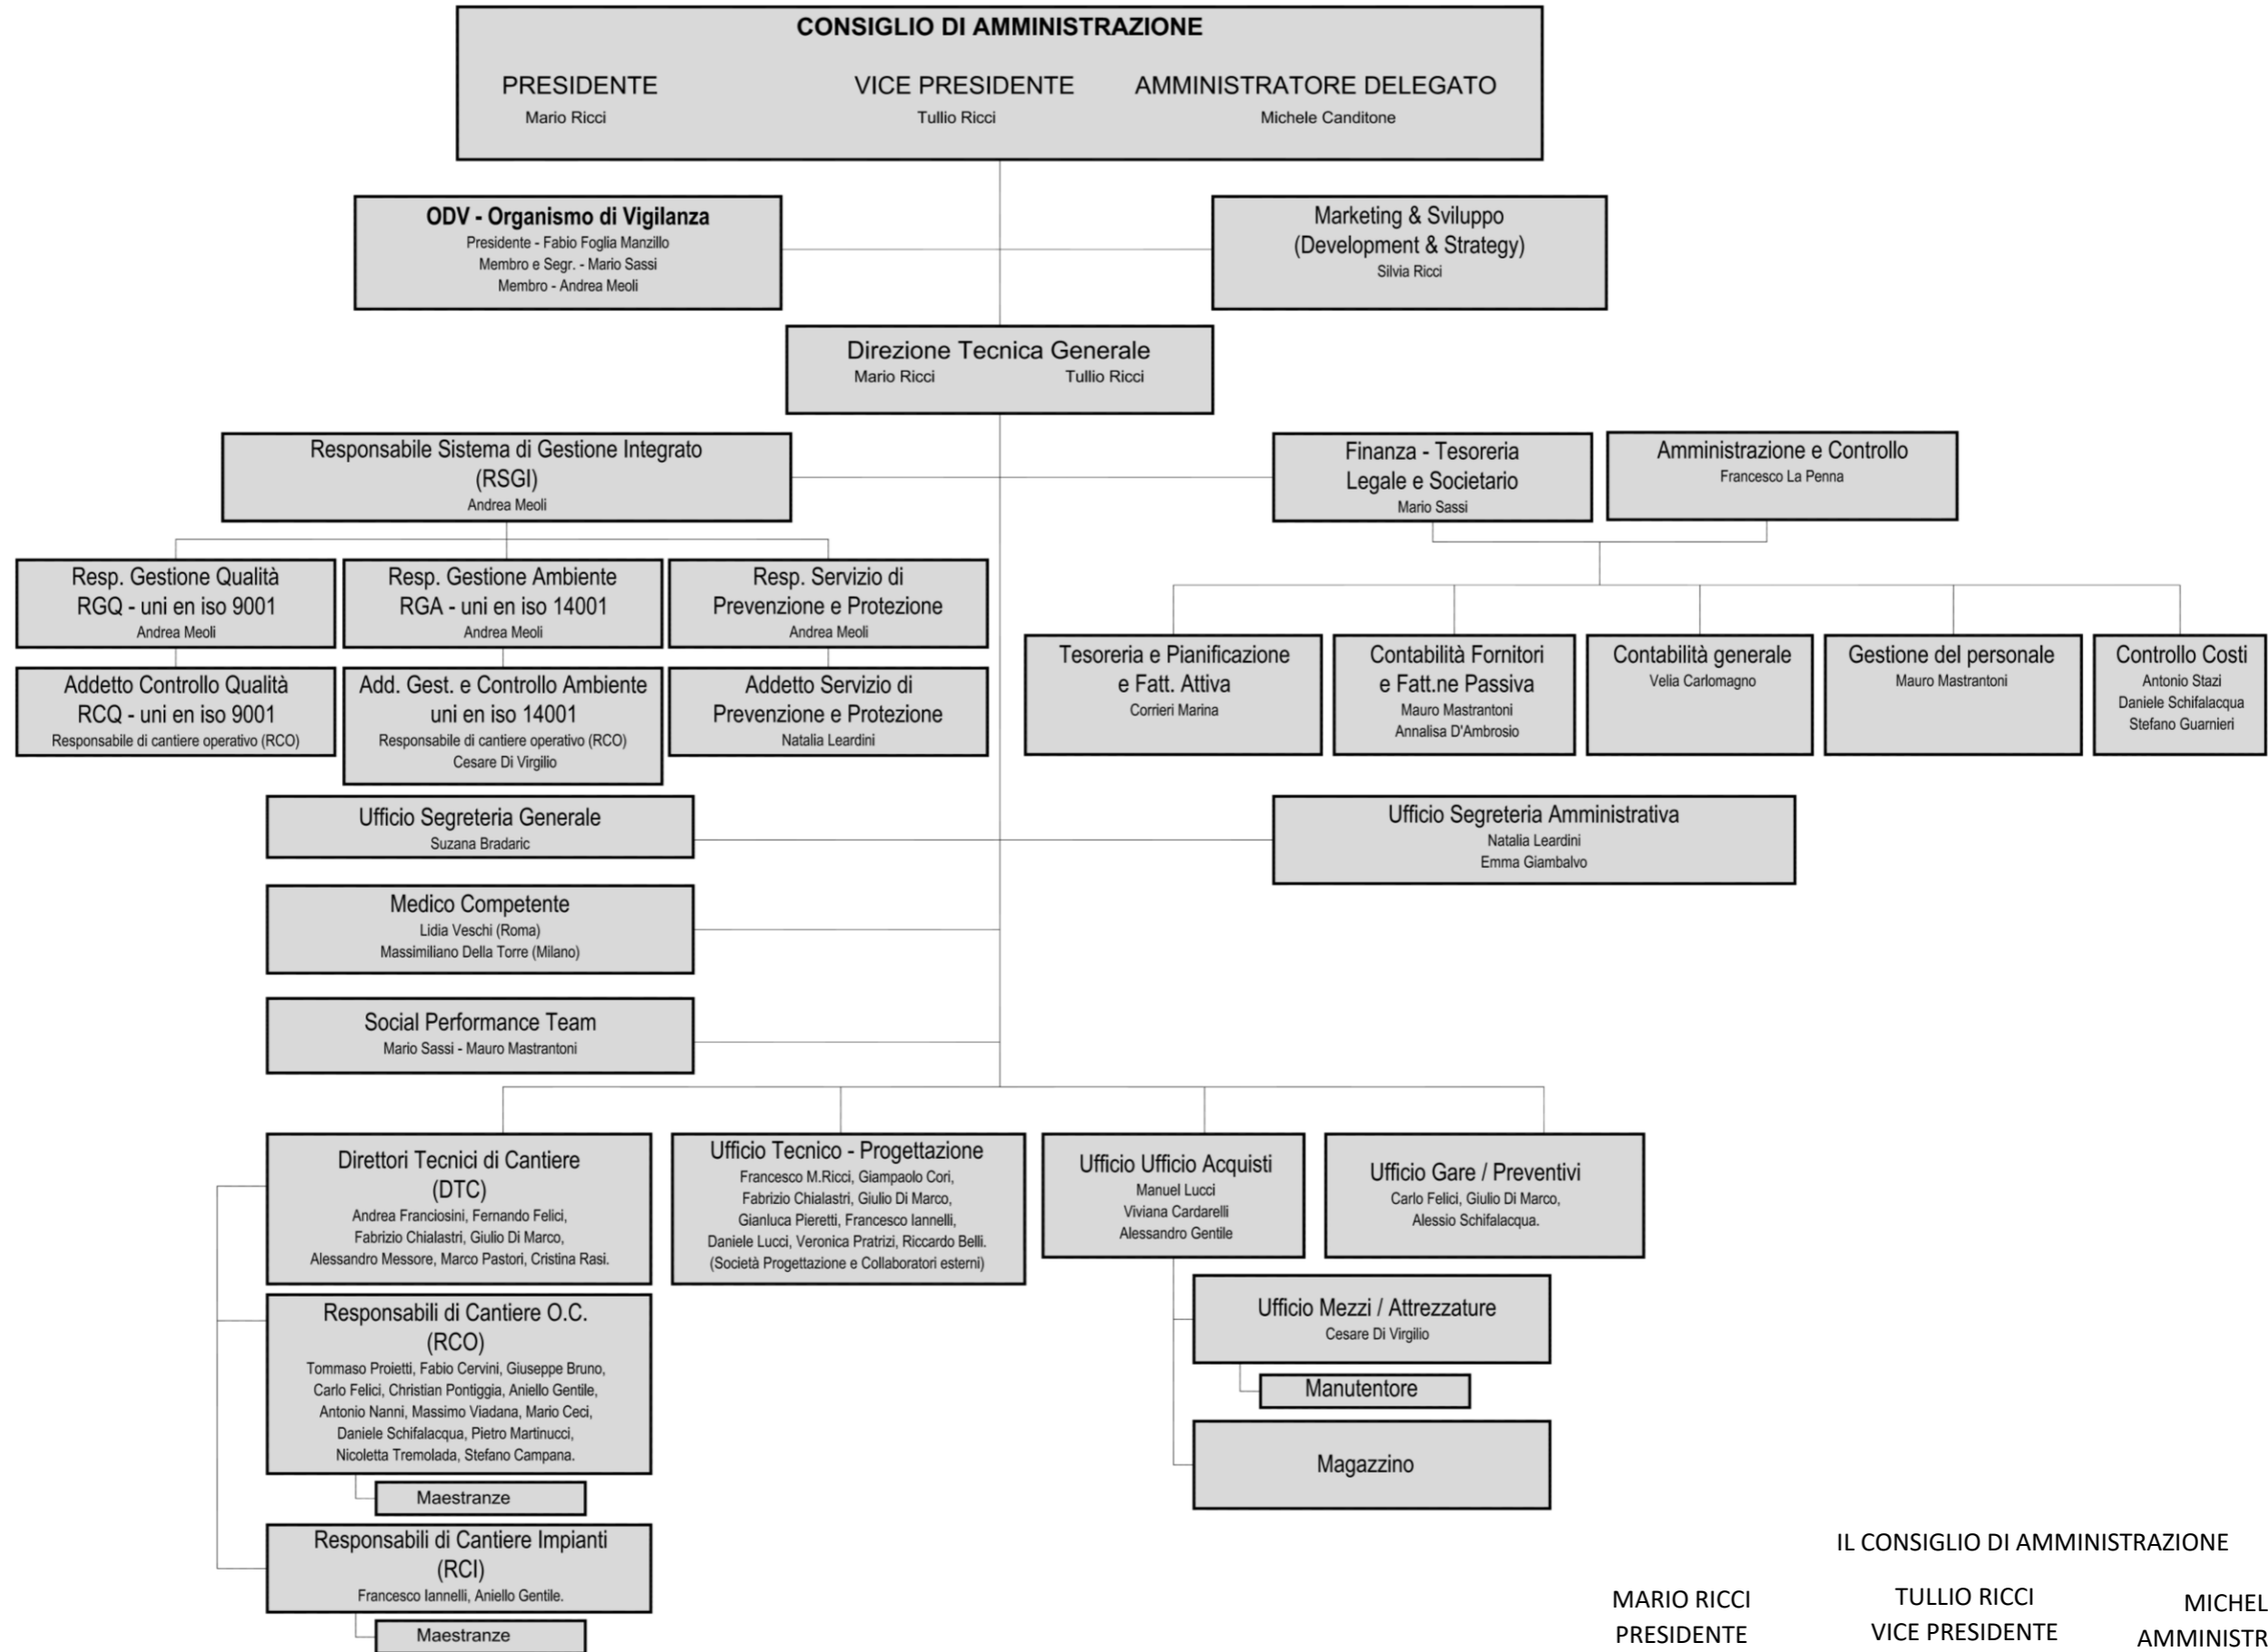 CONSIGLIO DI AMMINISTRAZIONE
PRESIDENTE
Mario Ricci
VICE PRESIDENTE
Tullio Ricci
AMMINISTRATORE DELEGATO
Michele Canditone
ODV - Organismo di Vigilanza
Presidente - Fabio Foglia Manzillo
Membro e Segr. - Mario Sassi
Membro - Andrea Meoli
Marketing & Sviluppo
(Development & Strategy)
Silvia Ricci
Direzione Tecnica Generale
Mario Ricci Tullio Ricci
Responsabile Sistema di Gestione Integrato
(RSGI)
Andrea Meoli
Finanza - Tesoreria
Legale e Societario
Mario Sassi
Amministrazione e Controllo
Francesco La Penna
Resp. Gestione Qualità
RGQ - uni en iso 9001
Andrea Meoli
Resp. Gestione Ambiente
RGA - uni en iso 14001
Andrea Meoli
Resp. Servizio di
Prevenzione e Protezione
Andrea Meoli
Addetto Controllo Qualità
RCQ - uni en iso 9001
Responsabile di cantiere operativo (RCO)
Add. Gest. e Controllo Ambiente
uni en iso 14001
Responsabile di cantiere operativo (RCO)
Cesare Di Virgilio
Addetto Servizio di
Prevenzione e Protezione
Natalia Leardini
Tesoreria e Pianificazione
e Fatt. Attiva
Corrieri Marina
Contabilità Fornitori
e Fatt.ne Passiva
Mauro Mastrantoni
Annalisa D'Ambrosio
Contabilità generale
Velia Carlomagno
Gestione del personale
Mauro Mastrantoni
Controllo Costi
Antonio Stazi
Daniele Schifalacqua
Stefano Guarnieri
Ufficio Segreteria Generale
Suzana Bradaric
Ufficio Segreteria Amministrativa
Natalia Leardini
Emma Giambalvo
Medico Competente
Lidia Veschi (Roma)
Massimiliano Della Torre (Milano)
Social Performance Team
Mario Sassi - Mauro Mastrantoni
Direttori Tecnici di Cantiere
(DTC)
Andrea Franciosini, Fernando Felici,
Fabrizio Chialastri, Giulio Di Marco,
Alessandro Messore, Marco Pastori, Cristina Rasi.
Ufficio Tecnico - Progettazione
Francesco M.Ricci, Giampaolo Cori,
Fabrizio Chialastri, Giulio Di Marco,
Gianluca Pieretti, Francesco Iannelli,
Daniele Lucci, Veronica Pratrizi, Riccardo Belli.
(Società Progettazione e Collaboratori esterni)
Ufficio Ufficio Acquisti
Manuel Lucci
Viviana Cardarelli
Alessandro Gentile
Ufficio Gare / Preventivi
Carlo Felici, Giulio Di Marco,
Alessio Schifalacqua.
Responsabili di Cantiere O.C.
(RCO)
Tommaso Proietti, Fabio Cervini, Giuseppe Bruno,
Carlo Felici, Christian Pontiggia, Aniello Gentile,
Antonio Nanni, Massimo Viadana, Mario Ceci,
Daniele Schifalacqua, Pietro Martinucci,
Nicoletta Tremolada, Stefano Campana.
Maestranze
Responsabili di Cantiere Impianti
(RCI)
Francesco Iannelli, Aniello Gentile.
Maestranze
Ufficio Mezzi / Attrezzature
Cesare Di Virgilio
Manutentore
Magazzino
IL CONSIGLIO DI AMMINISTRAZIONE
MARIO RICCI
PRESIDENTE
TULLIO RICCI
VICE PRESIDENTE
MICHEL
AMMINISTR